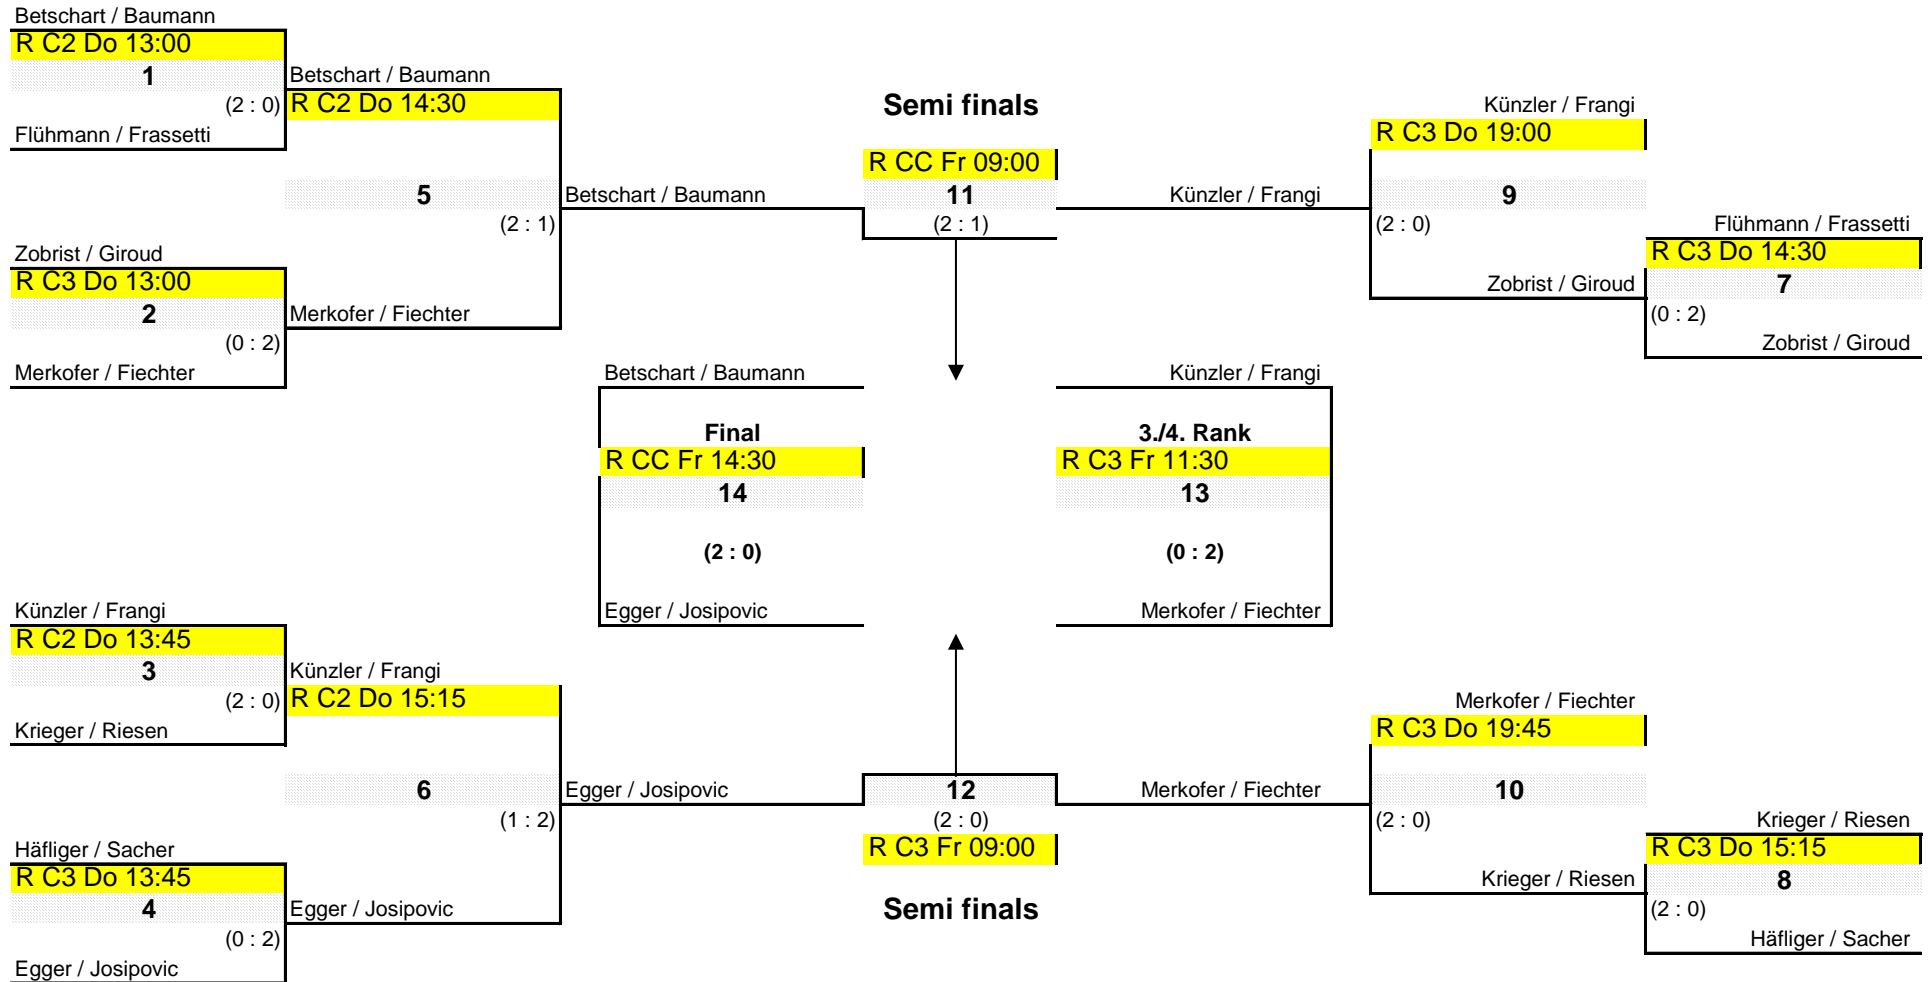 Betschart / Baumann
R C2 Do 13:00
1
(2 : 0)
Flühmann / Frassetti
Betschart / Baumann
R C2 Do 14:30
5
(2 : 1)
Zobrist / Giroud
R C3 Do 13:00
2
(0 : 2)
Merkofer / Fiechter
Merkofer / Fiechter
Betschart / Baumann
Semi finals
R CC Fr 09:00
11
(2 : 1)
Künzler / Frangi
Künzler / Frangi
R C3 Do 19:00
9
(2 : 0)
Zobrist / Giroud
Flühmann / Frassetti
R C3 Do 14:30
7
(0 : 2)
Zobrist / Giroud
Betschart / Baumann
Final
R CC Fr 14:30
14
(2 : 0)
Egger / Josipovic
Künzler / Frangi
3./4. Rank
R C3 Fr 11:30
13
(0 : 2)
Merkofer / Fiechter
Künzler / Frangi
R C2 Do 13:45
3
(2 : 0)
Krieger / Riesen
Künzler / Frangi
R C2 Do 15:15
6
(1 : 2)
Häfliger / Sacher
R C3 Do 13:45
4
(0 : 2)
Egger / Josipovic
Egger / Josipovic
Egger / Josipovic
12
(2 : 0)
R C3 Fr 09:00
Semi finals
Merkofer / Fiechter
Merkofer / Fiechter
R C3 Do 19:45
10
(2 : 0)
Krieger / Riesen
Krieger / Riesen
R C3 Do 15:15
8
(2 : 0)
Häfliger / Sacher